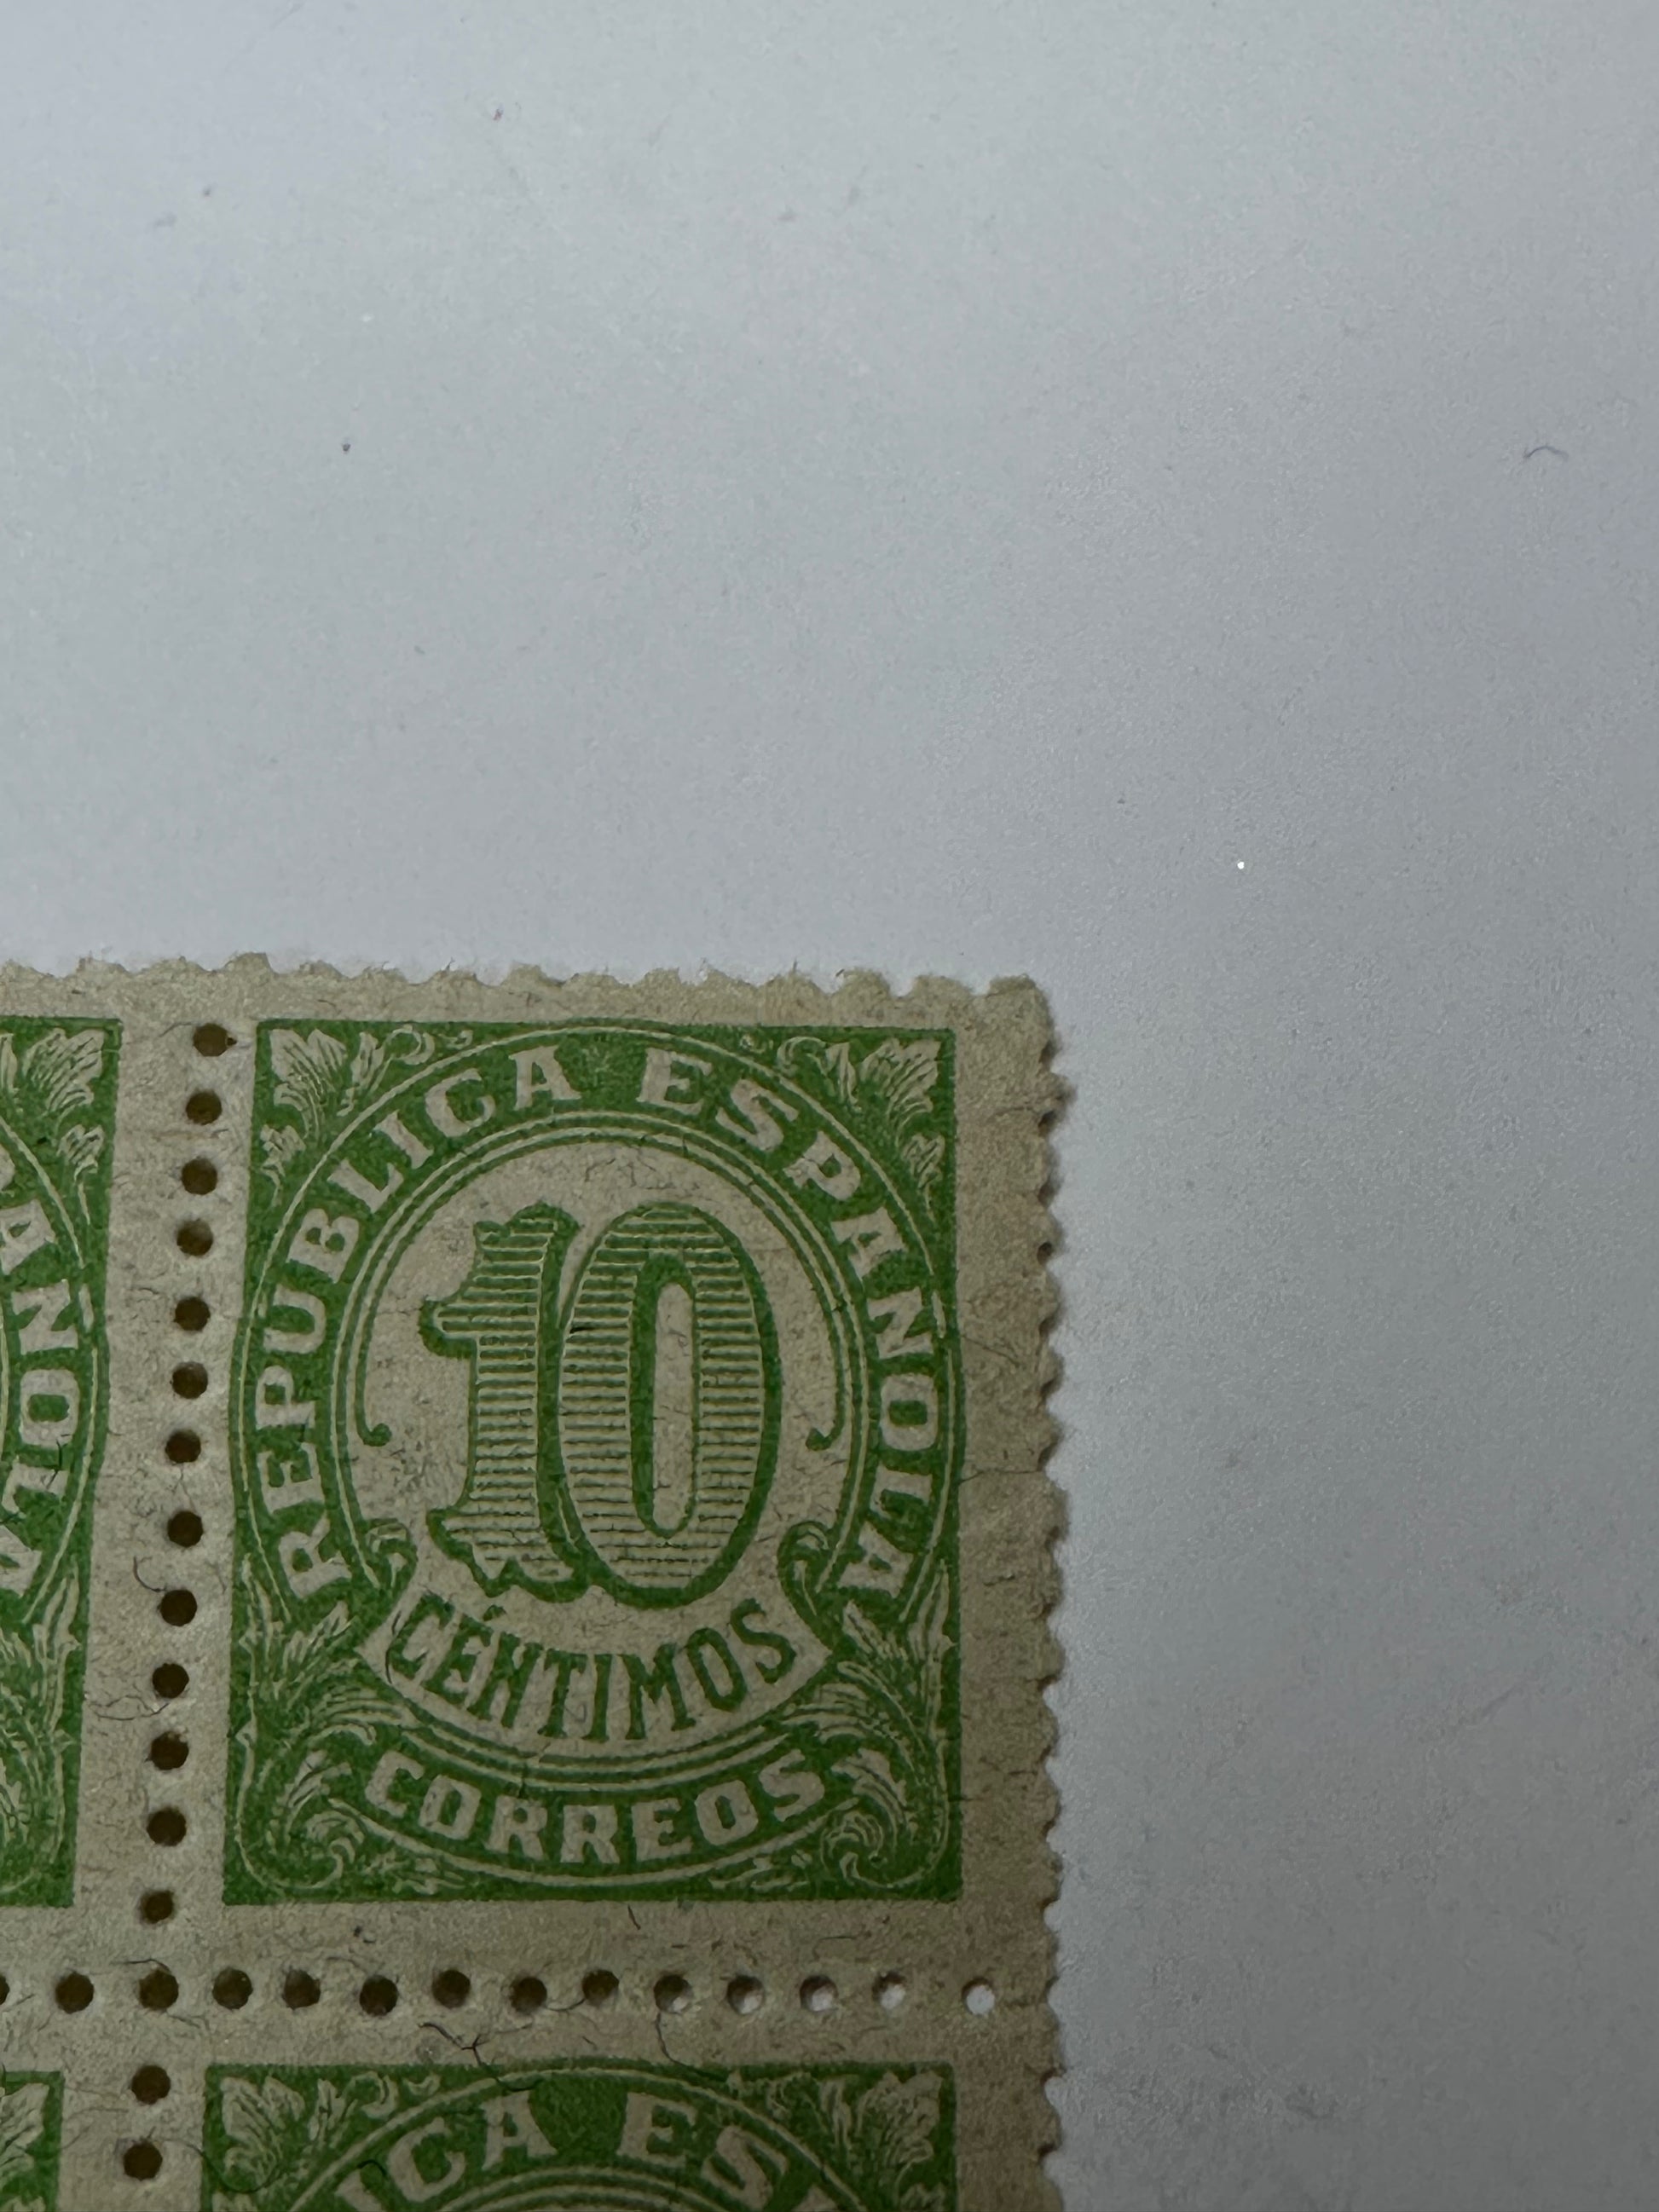 REPUBLICA ESPAÑOLA
10
CÉNTIMOS
CORREOS